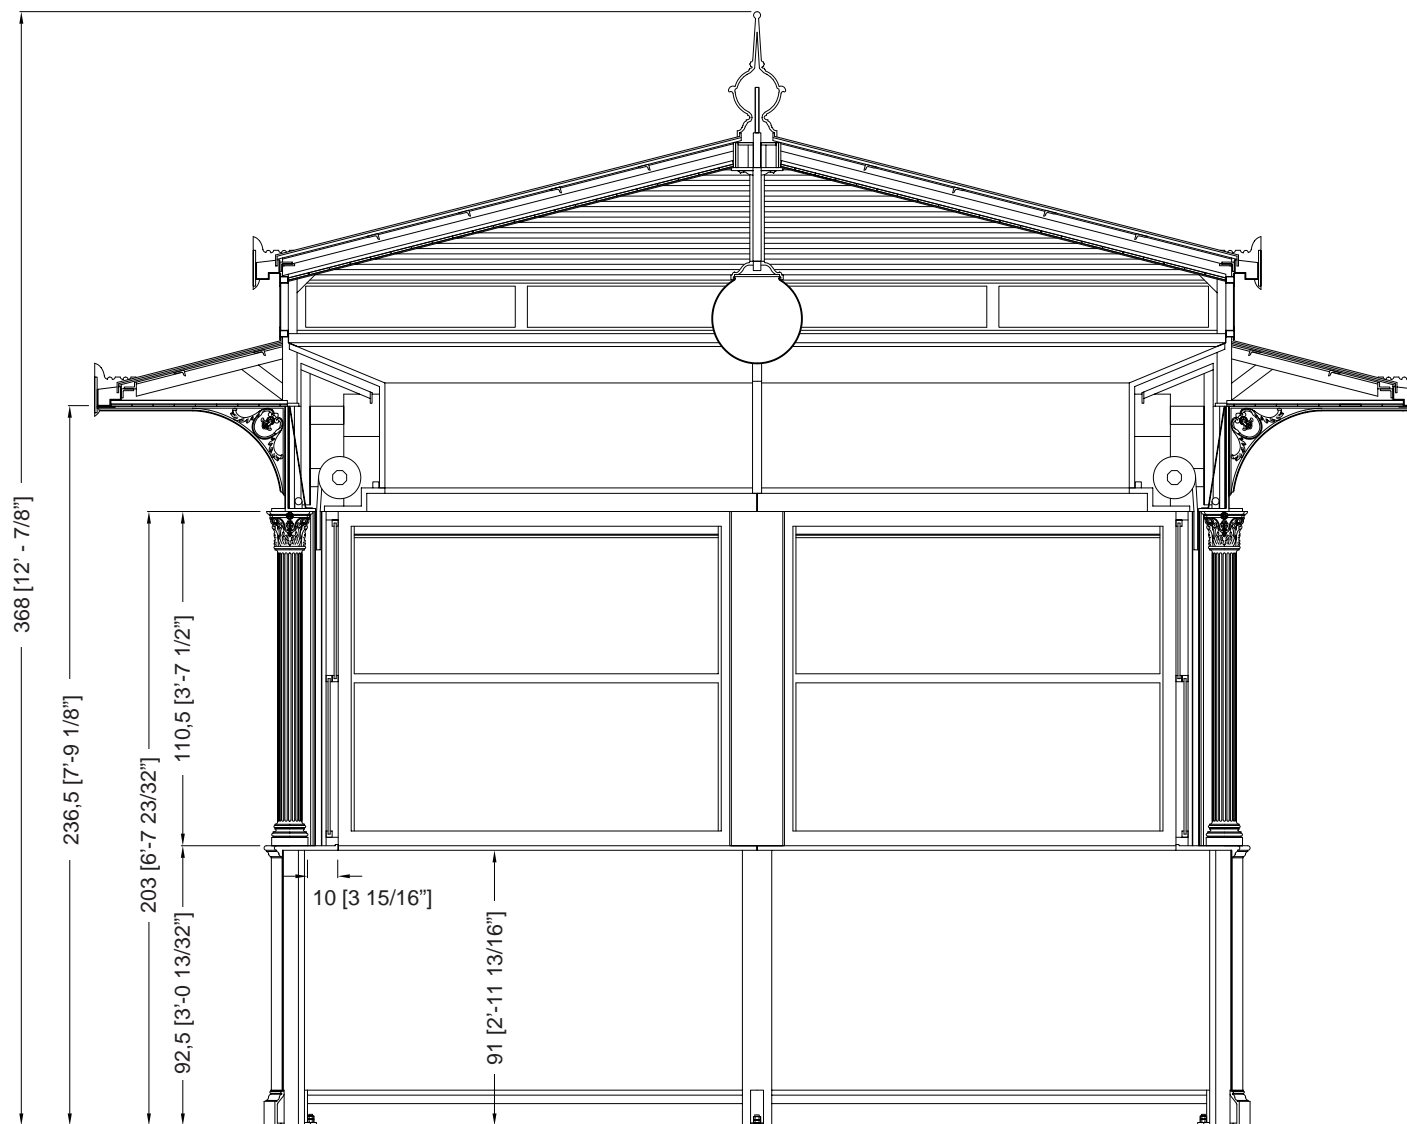 368 [12' - 7/8”]
236,5 [7'-9 1/8”]
203 [6'-7 23/32”]
110,5 [3'-7 1/2”]
92,5 [3'-0 13/32”]
10 [3 15/16”]
91 [2'-11 13/16”]